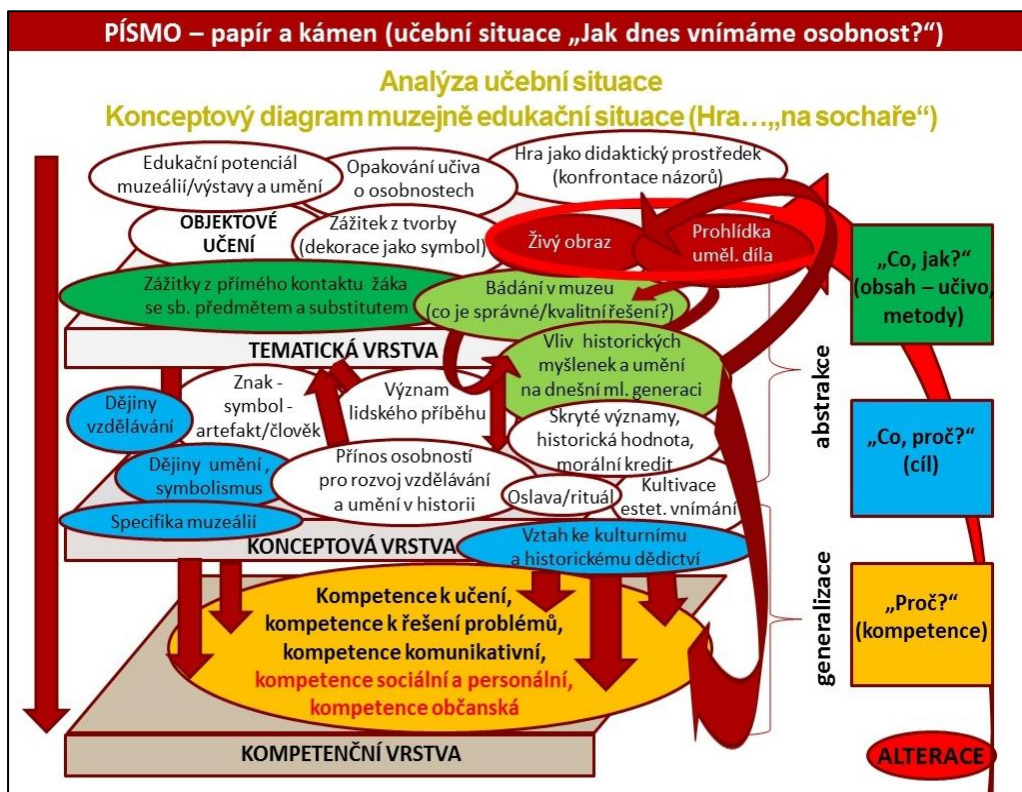 PÍSMO – papír a kámen (učební situace „Jak dnes vnímáme osobnost?“)
Analýza učební situace
Konceptový diagram muzejně edukační situace (Hra…„na sochaře“)
Edukační potenciál
muzeálií/výstavy a umění
Opakování učiva
o osobnostech
Hra jako didaktický prostředek
(konfrontace názorů)
OBJEKTOVÉ
UČENÍ
Zážitek z tvorby
(dekorace jako symbol)
Živý obraz
Prohlídka
uměl. díla
Zážitky z přímého kontaktu žáka
se sb. předmětem a substitutem
Bádání v muzeu
(co je správné/kvalitní řešení?)
TEMATICKÁ VRSTVA
Vliv historických
myšlenek a umění
na dnešní ml. generaci
Dějiny
vzdělávání
Znak -
symbol -
artefakt/člověk
Význam
lidského příběhu
Skryté významy,
historická hodnota,
morální kredit
Dějiny umění,
symbolismus
Přínos osobností
pro rozvoj vzdělávání
a umění v historii
Oslava/rituál
Kultivace
estet. vnímání
Specifika muzeálií
KONCEPTOVÁ VRSTVA
Vztah ke kulturnímu
a historickému dědictví
Kompetence k učení,
kompetence k řešení problémů,
kompetence komunikativní,
kompetence sociální a personální,
kompetence občanská
KOMPETENČNÍ VRSTVA
abstrakce
generalizace
„Co, jak?“
(obsah – učivo,
metody)
„Co, proč?“
(cíl)
„Proč?“
(kompetence)
ALTERACE